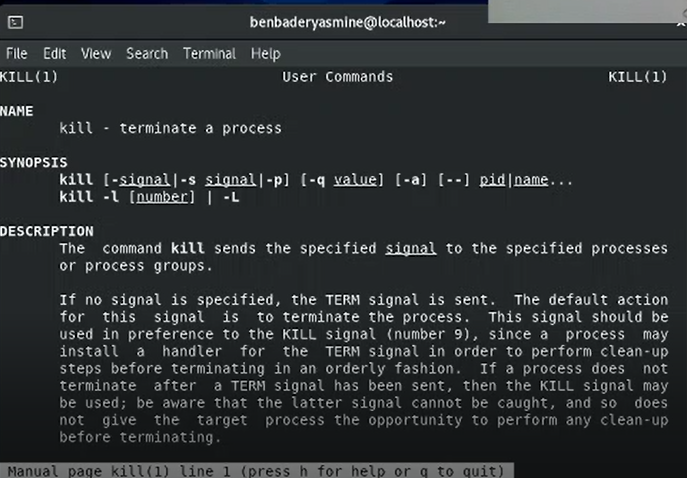 benbaderyasmine@localhost:~
File Edit View Search Terminal Help
KILL(1) User Commands KILL(1)
NAME
kill - terminate a process
SYNOPSIS
kill [-signal|-s signal|-p] [-q value] [-a] [--] pid|name...
kill -l [number] | -L
DESCRIPTION
The command kill sends the specified signal to the specified processes
or process groups.
If no signal is specified, the TERM signal is sent. The default action
for this signal is to terminate the process. This signal should be
used in preference to the KILL signal (number 9), since a process may
install a handler for the TERM signal in order to perform clean-up
steps before terminating in an orderly fashion. If a process does not
terminate after a TERM signal has been sent, then the KILL signal may
be used; be aware that the latter signal cannot be caught, and so does
not give the target process the opportunity to perform any clean-up
before terminating.
Manual page kill(1) line 1 (press h for help or q to quit)